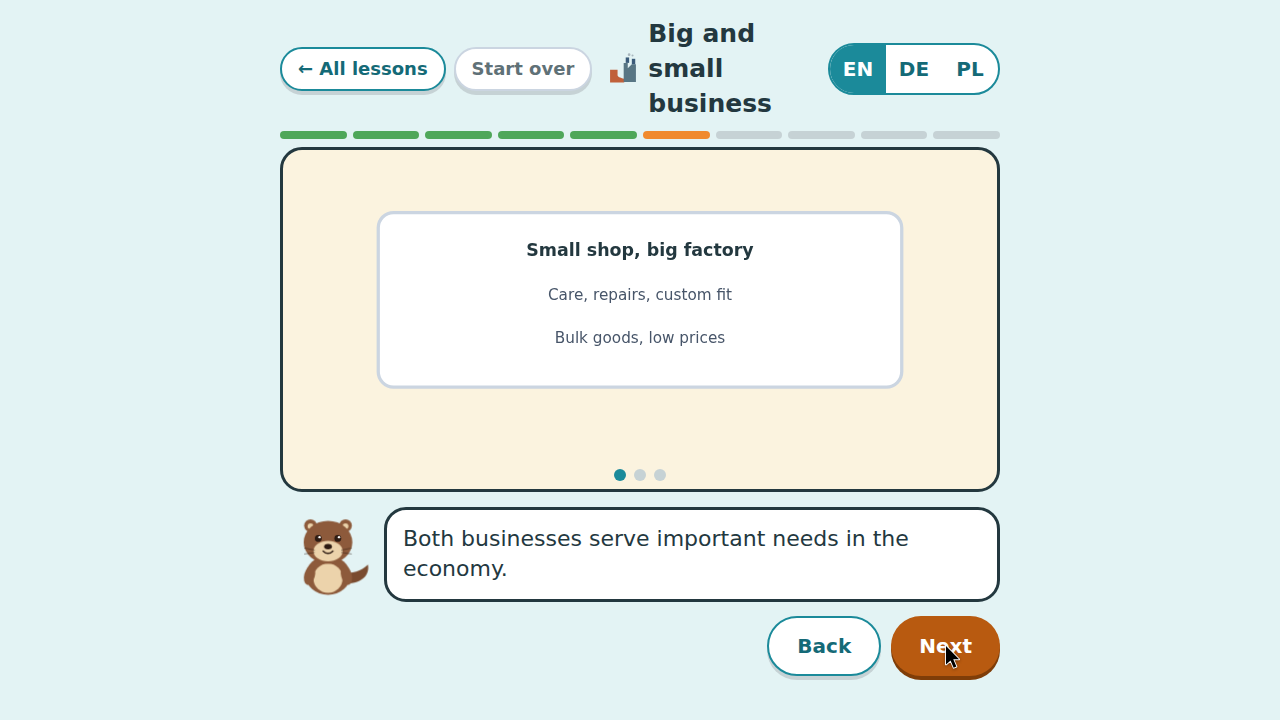 ← All lessons
Start over
Big and
small
business
EN
DE
PL
Small shop, big factory
Care, repairs, custom fit
Bulk goods, low prices
Both businesses serve important needs in the
economy.
Back
Next